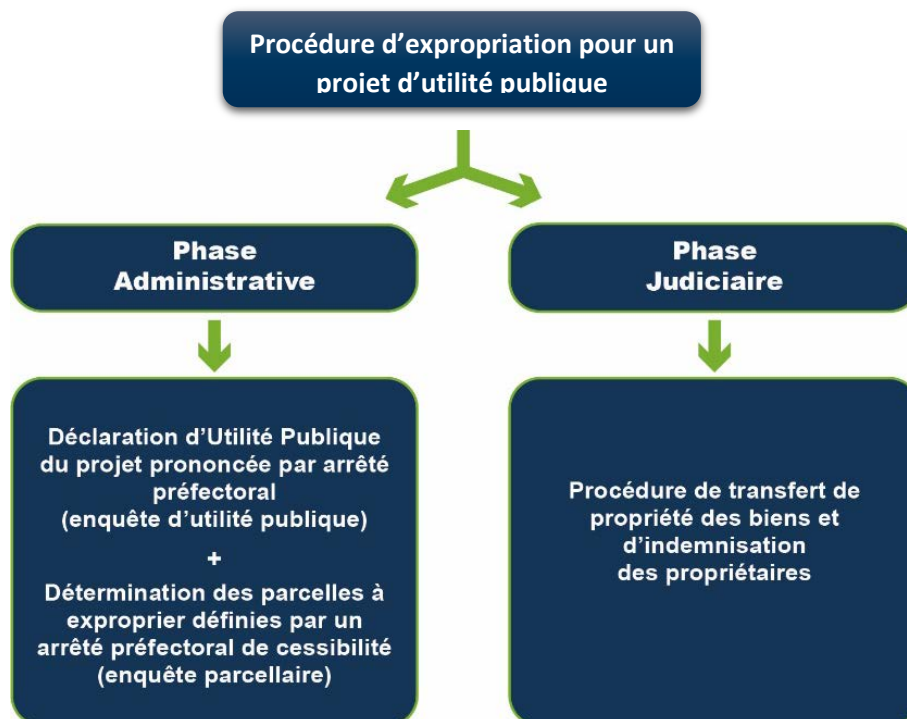 Procédure d’expropriation pour un
projet d’utilité publique
Phase
Administrative
Phase
Judiciaire
Déclaration d’Utilité Publique
du projet prononcée par arrêté
préfectoral
(enquête d’utilité publique)
+
Détermination des parcelles à
exproprier définies par un
arrêté préfectoral de cessibilité
(enquête parcellaire)
Procédure de transfert de
propriété des biens et
d’indemnisation
des propriétaires